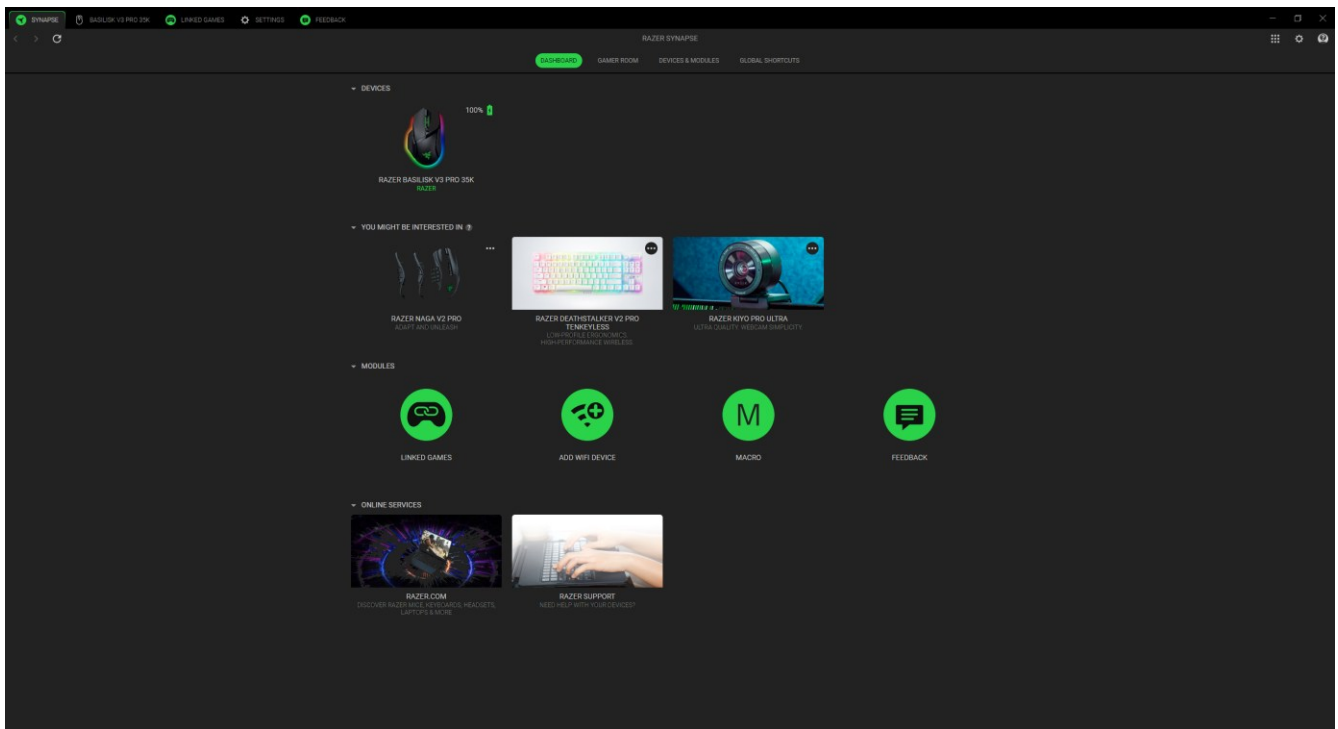 SYNAPSE
BASILISK V3 PRO 35K
LINKED GAMES
SETTINGS
FEEDBACK
RAZER SYNAPSE
DASHBOARD
GAMER ROOM
DEVICES & MODULES
GLOBAL SHORTCUTS
DEVICES
100%
RAZER BASILISK V3 PRO 35K
RAZER
YOU MIGHT BE INTERESTED IN ?
RAZER NAGA V2 PRO
ADAPT AND UNLEASH
RAZER DEATHSTALKER V2 PRO
TENKEYLESS
LOW-PROFILE ERGONOMICS.
HIGH-PERFORMANCE WIRELESS
RAZER KIYO PRO ULTRA
ULTRA QUALITY. WEBCAM SIMPLICITY
MODULES
LINKED GAMES
ADD WIFI DEVICE
M
MACRO
FEEDBACK
ONLINE SERVICES
RAZER.COM
DISCOVER RAZER MICE, KEYBOARDS, HEADSETS,
LAPTOPS & MORE
RAZER SUPPORT
NEED HELP WITH YOUR DEVICES?